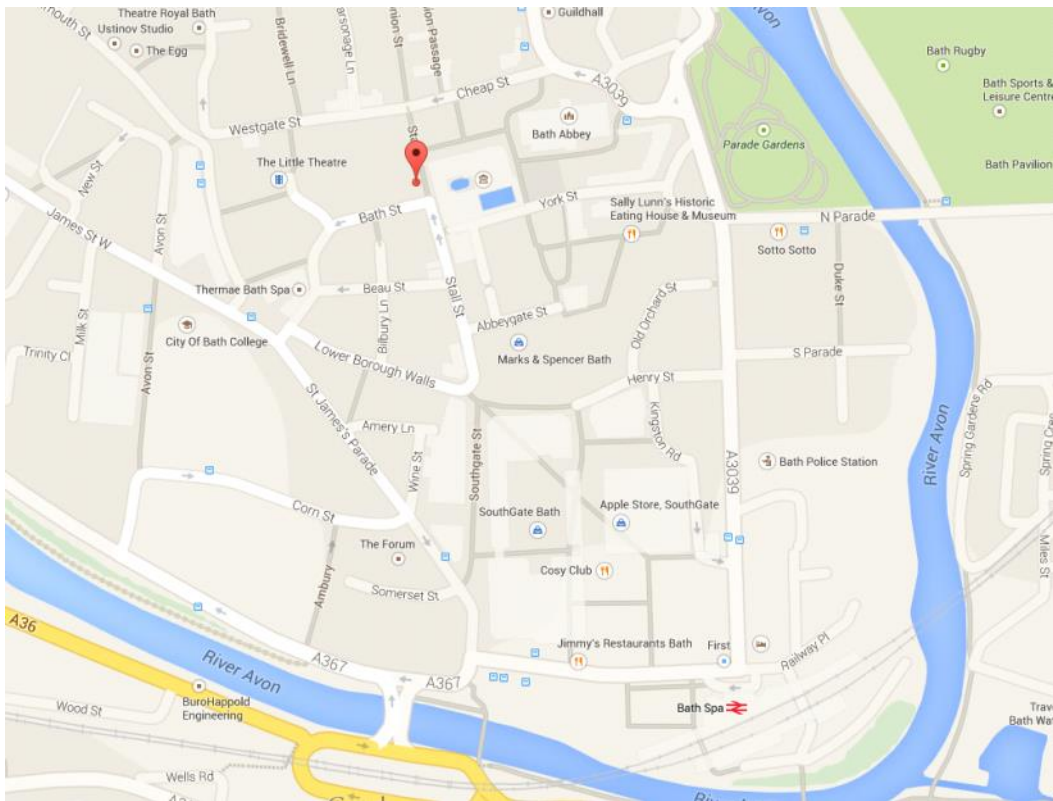 Theatre Royal Bath
Ustinov Studio
The Egg
Bridewell Ln
Guildhall
Cheap St
A3039
Westgate St
Bath Abbey
Parade Gardens
Bath Rugby
Bath Sports &
Leisure Centre
Bath Pavilion
The Little Theatre
New St
James St W
Avon St
Bath St
York St
Sally Lunn's Historic
Eating House & Museum
N Parade
Sotto Sotto
Duke St
Thermae Bath Spa
Beau St
Stall St
Bilbury Ln
Abbeygate St
Old Orchard St
Milk St
City Of Bath College
Trinity Cl
Lower Borough Walls
Marks & Spencer Bath
S Parade
Henry St
Avon St
St James's Parade
Kingston Rd
Amery Ln
Wine St
Southgate St
A3039
Bath Police Station
River Avon
Spring Gardens Rd
Corn St
SouthGate Bath
Apple Store, SouthGate
The Forum
Cosy Club
Ambury
Somerset St
Miles St
A36
River Avon
A367
A367
Jimmy's Restaurants Bath
First
Railway Pl
BuroHappold
Engineering
Wood St
Bath Spa
Wells Rd